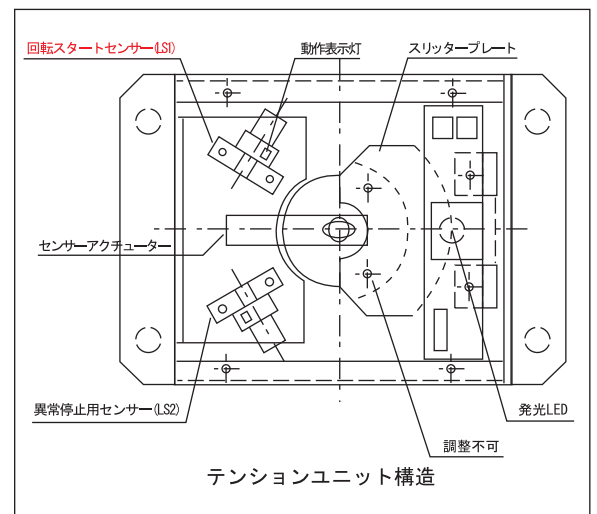 回転スタートセンサー(LS1)
動作表示灯
スリッタープレート
センサーアクチューター
異常停止用センサー(LS2)
発光LED
調整不可
テンションユニット構造